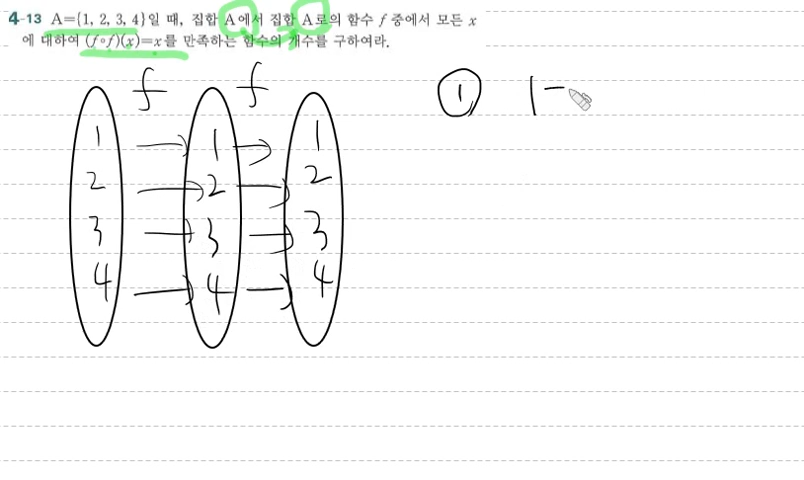 4-13 A={1, 2, 3, 4}일 때, 집합 A에서 집합 A로의 함수 f 중에서 모든 x
에 대하여 (f∘f)(x)=x를 만족하는 함수의 개수를 구하여라.
f f ① 1-
1 → 1 → 1
2 → 2 → 2
3 → 3 → 3
4 → 4 → 4